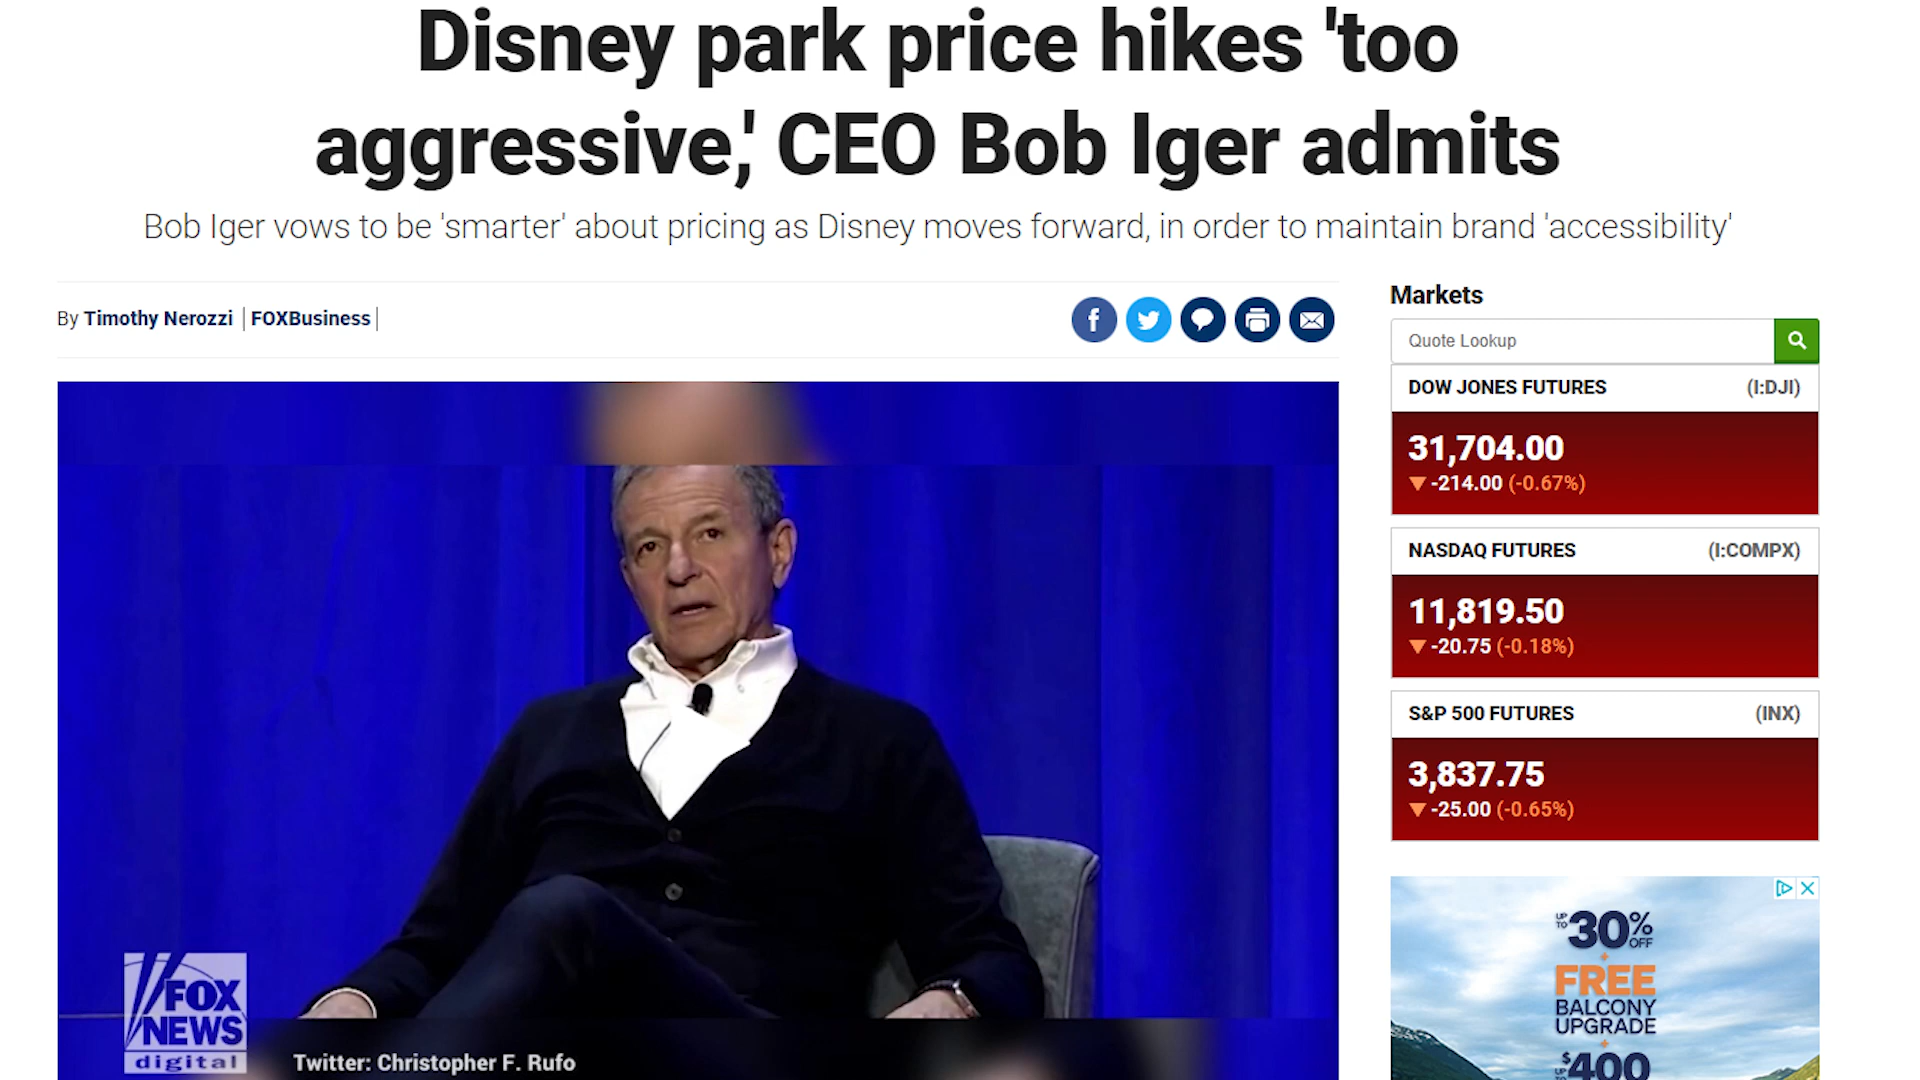 Disney park price hikes 'too
aggressive,' CEO Bob Iger admits
Bob Iger vows to be 'smarter' about pricing as Disney moves forward, in order to maintain brand 'accessibility'
By Timothy Nerozzi | FOXBusiness |
f
FOX
NEWS
digital
Twitter: Christopher F. Rufo
Markets
Quote Lookup
DOW JONES FUTURES (I:DJI)
31,704.00
▼ -214.00 (-0.67%)
NASDAQ FUTURES (I:COMPX)
11,819.50
▼ -20.75 (-0.18%)
S&P 500 FUTURES (INX)
3,837.75
▼ -25.00 (-0.65%)
UP TO 30% OFF
+
FREE
BALCONY
UPGRADE
+
UP TO $400